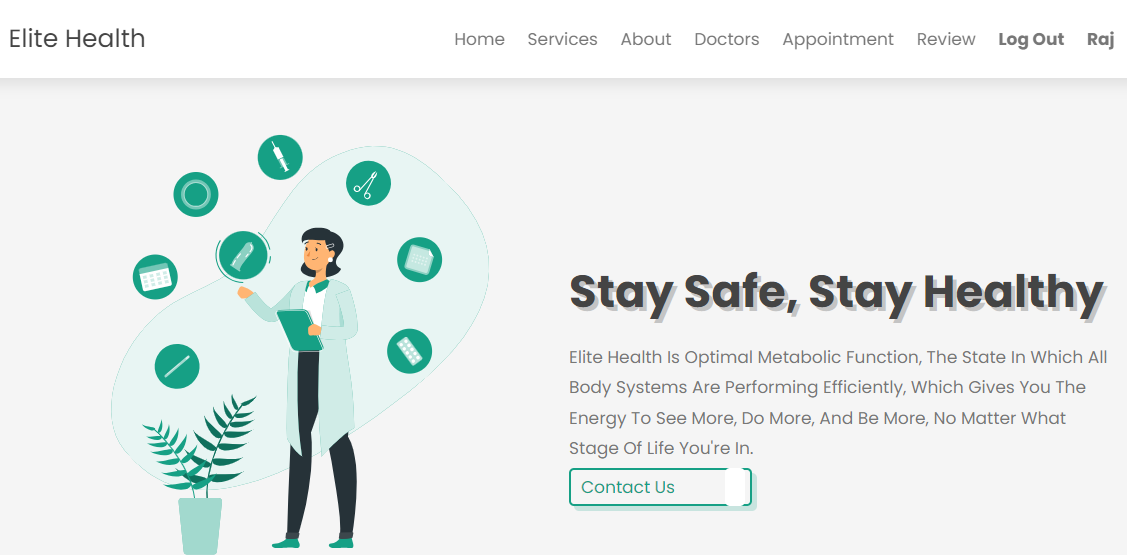 Elite Health
Home Services About Doctors Appointment Review Log Out Raj
Stay Safe, Stay Healthy
Elite Health Is Optimal Metabolic Function, The State In Which All
Body Systems Are Performing Efficiently, Which Gives You The
Energy To See More, Do More, And Be More, No Matter What
Stage Of Life You're In.
Contact Us